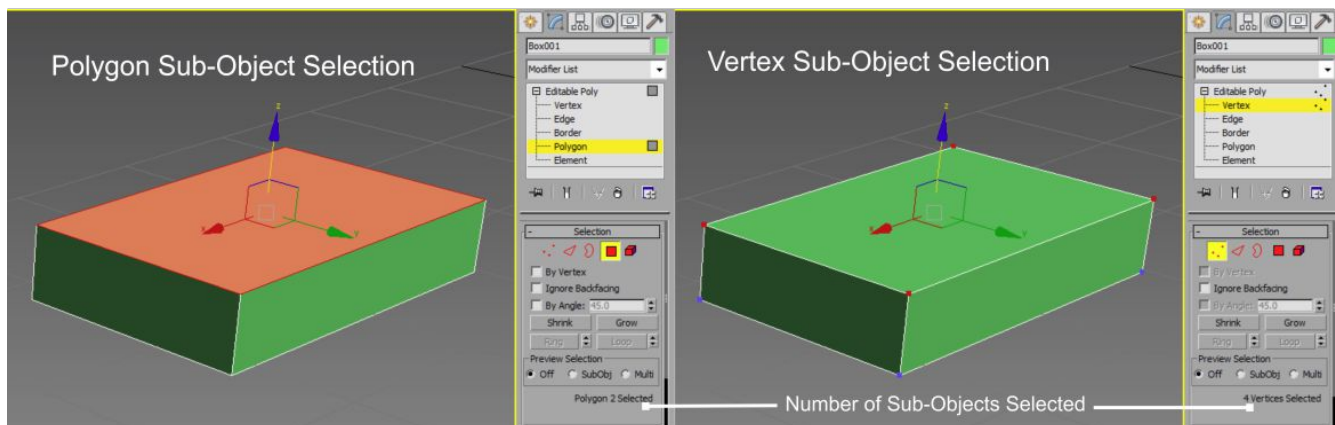 Polygon Sub-Object Selection
z
x
y
Box001
Modifier List
Editable Poly
Vertex
Edge
Border
Polygon
Element
- Selection
By Vertex
Ignore Backfacing
By Angle: 45.0
Shrink Grow
Ring Loop
Preview Selection
Off SubObj Multi
Polygon 2 Selected
Vertex Sub-Object Selection
z
x
y
Box001
Modifier List
Editable Poly
Vertex
Edge
Border
Polygon
Element
- Selection
By Vertex
Ignore Backfacing
By Angle: 45.0
Shrink Grow
Ring Loop
Preview Selection
Off SubObj Multi
4 Vertices Selected
Number of Sub-Objects Selected